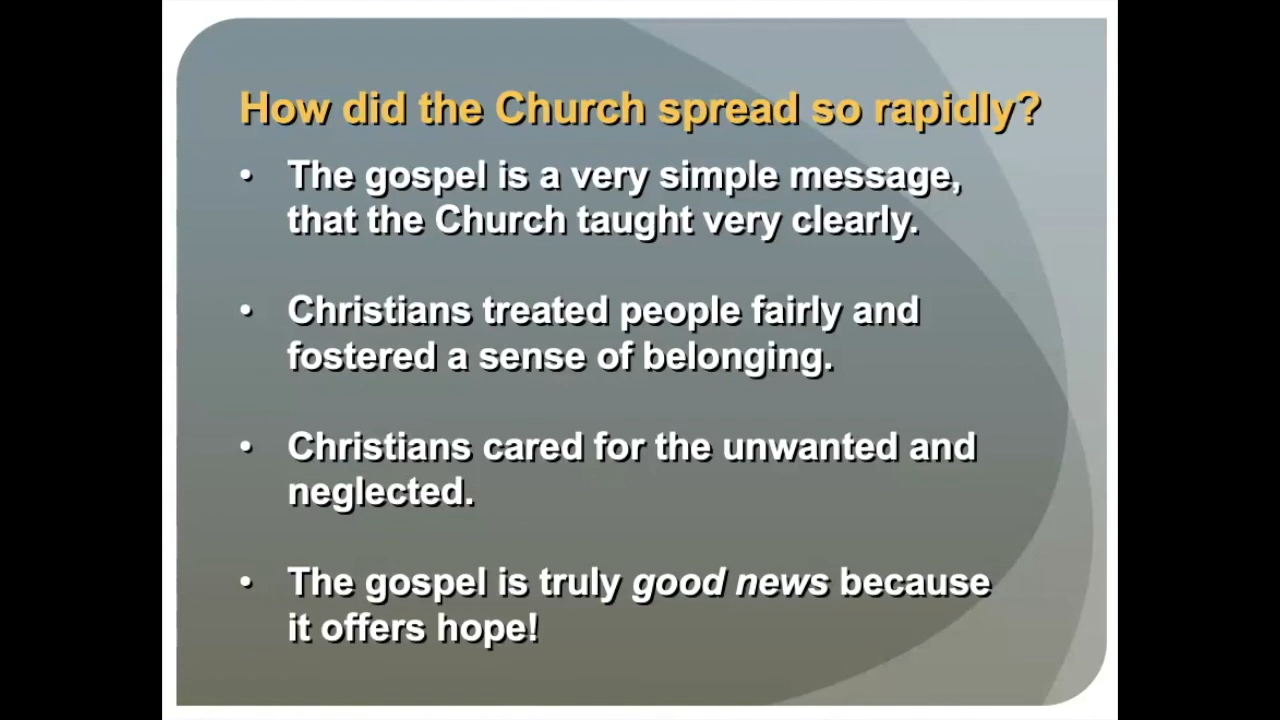 How did the Church spread so rapidly?
• The gospel is a very simple message,
that the Church taught very clearly.
• Christians treated people fairly and
fostered a sense of belonging.
• Christians cared for the unwanted and
neglected.
• The gospel is truly good news because
it offers hope!